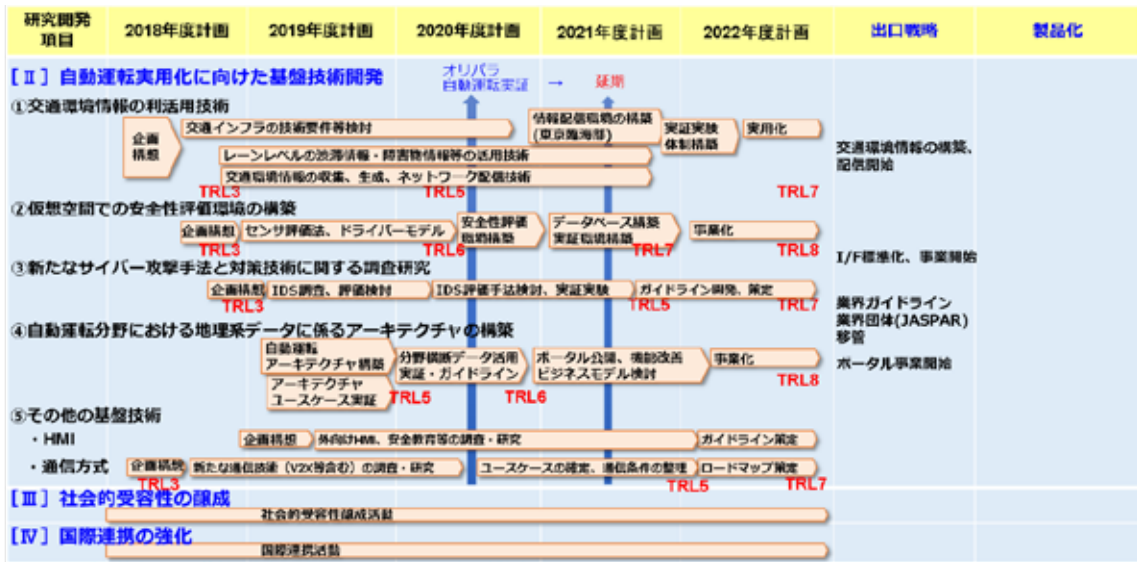 研究開発
項目
2018年度計画
2019年度計画
2020年度計画
2021年度計画
2022年度計画
出口戦略
製品化
[Ⅱ] 自動運転実用化に向けた基盤技術開発
オリパラ
自動運転実証 → 延期
①交通環境情報の利活用技術
企画
構想
交通インフラの技術要件等検討
情報配信環境の構築
(東京臨海部)
実証実験
体制構築
実用化
レーンレベルの渋滞情報・障害物情報等の活用技術
交通環境情報の収集、生成、ネットワーク配信技術
TRL3
TRL5
TRL7
交通環境情報の構築、
配信開始
②仮想空間での安全性評価環境の構築
企画構想
センサ評価法、ドライバーモデル
安全性評価
環境構築
データベース構築
実証環境構築
事業化
TRL3
TRL6
TRL7
TRL8
I/F標準化、事業開始
③新たなサイバー攻撃手法と対策技術に関する調査研究
企画構想
IDS調査、評価検討
IDS評価手法検討、実証実験
ガイドライン開発、策定
TRL3
TRL5
TRL7
業界ガイドライン
業界団体(JASPAR)
移管
④自動運転分野における地理系データに係るアーキテクチャの構築
自動運転
アーキテクチャ構築
アーキテクチャ
ユースケース実証
分野横断データ活用
実証・ガイドライン
ポータル公開、機能改善
ビジネスモデル検討
事業化
TRL5
TRL6
TRL8
ポータル事業開始
⑤その他の基盤技術
・HMI
企画構想
外向けHMI、安全教育等の調査・研究
ガイドライン策定
・通信方式
企画構想
新たな通信技術（V2X等含む）の調査・研究
ユースケースの確定、通信条件の整理
ロードマップ策定
TRL3
TRL5
TRL7
[Ⅲ] 社会的受容性の醸成
社会的受容性醸成活動
[Ⅳ] 国際連携の強化
国際連携活動